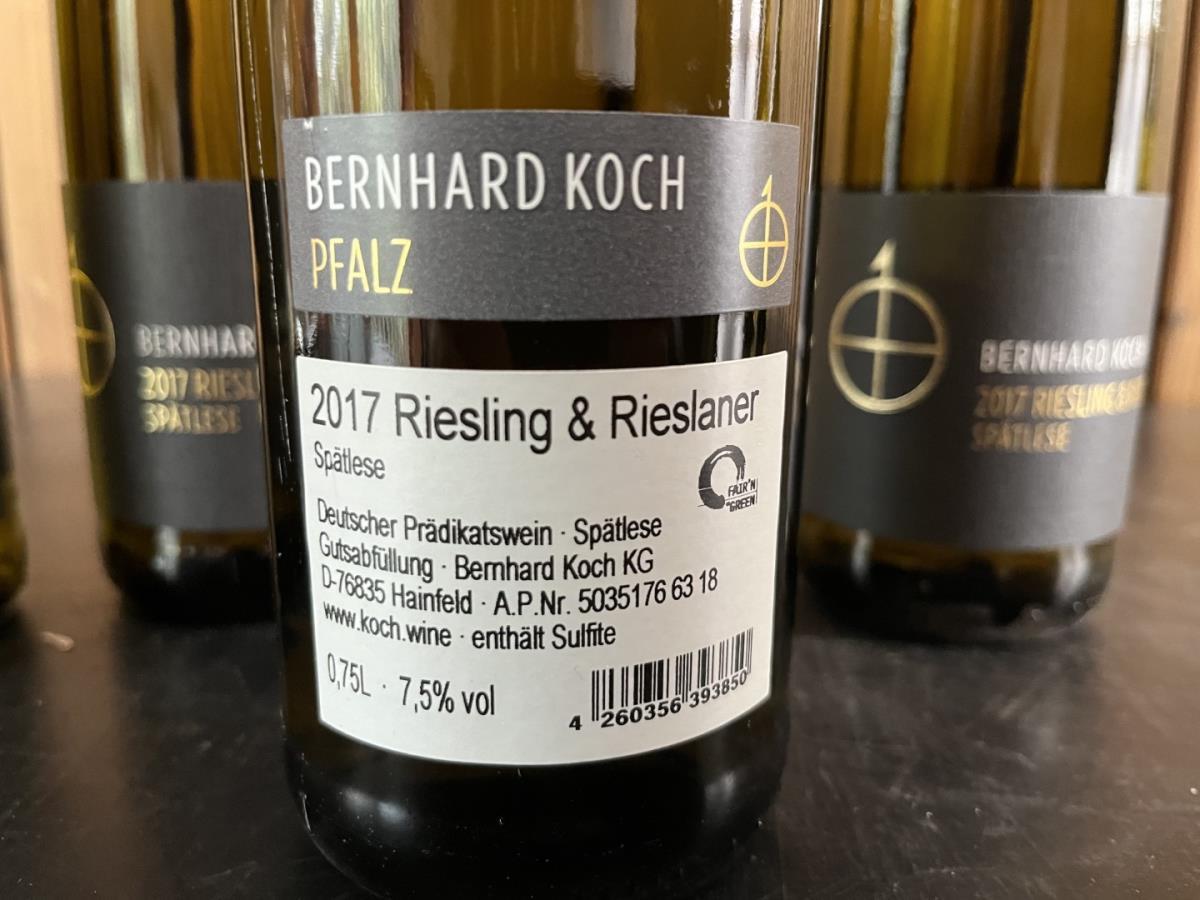 BERNHARD KOCH
PFALZ
2017 Riesling & Rieslaner
Spätlese
FAIR'N
GREEN
Deutscher Prädikatswein · Spätlese
Gutsabfüllung · Bernhard Koch KG
D-76835 Hainfeld · A.P.Nr. 5035176 63 18
www.koch.wine · enthält Sulfite
0,75L · 7,5% vol
4 260356 393850
BERNHAR
2017 RIESL
SPÄTLESE
BERNHARD KOCH
2017 RIESLING &
SPÄTLESE